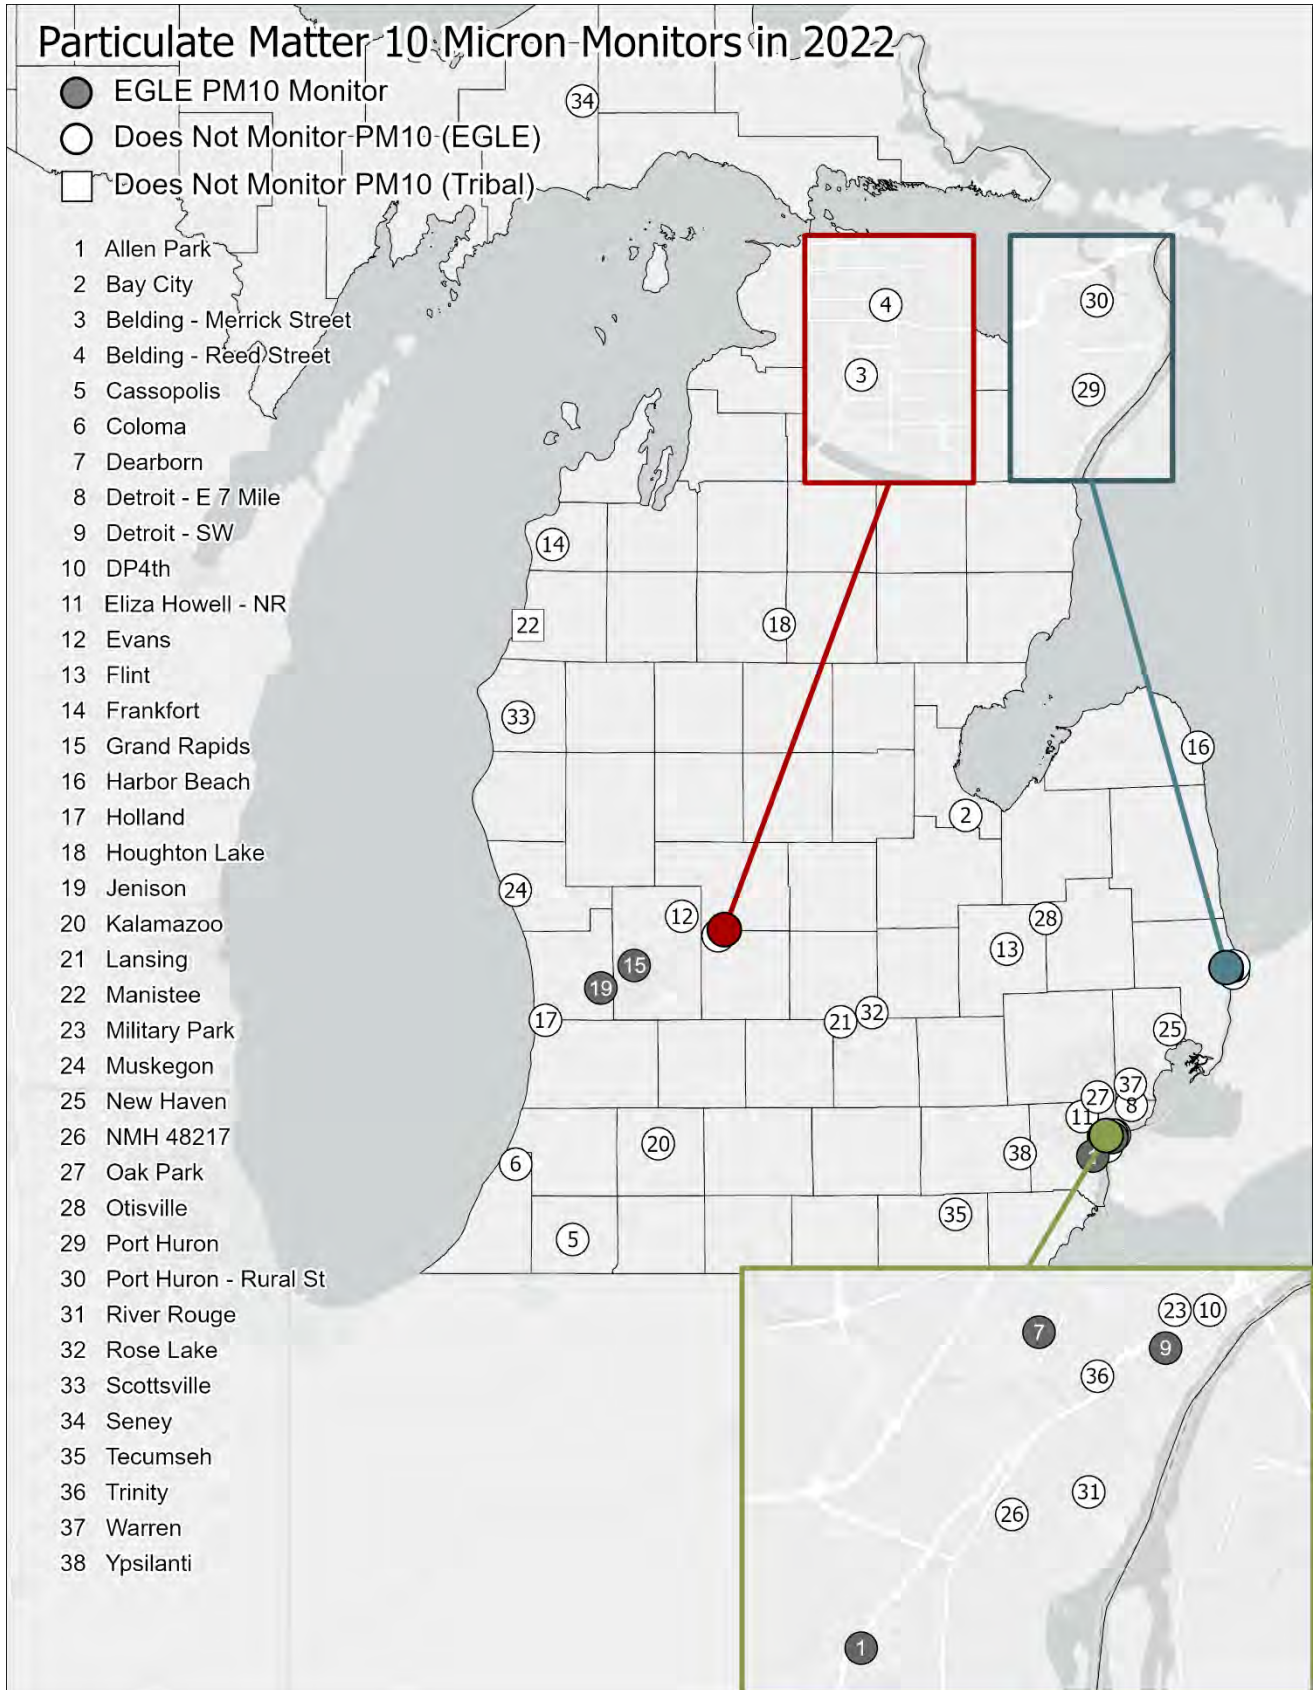 Particulate Matter 10 Micron Monitors in 2022
EGLE PM10 Monitor
Does Not Monitor PM10 (EGLE)
Does Not Monitor PM10 (Tribal)
1 Allen Park
2 Bay City
3 Belding - Merrick Street
4 Belding - Reed Street
5 Cassopolis
6 Coloma
7 Dearborn
8 Detroit - E 7 Mile
9 Detroit - SW
10 DP4th
11 Eliza Howell - NR
12 Evans
13 Flint
14 Frankfort
15 Grand Rapids
16 Harbor Beach
17 Holland
18 Houghton Lake
19 Jenison
20 Kalamazoo
21 Lansing
22 Manistee
23 Military Park
24 Muskegon
25 New Haven
26 NMH 48217
27 Oak Park
28 Otisville
29 Port Huron
30 Port Huron - Rural St
31 River Rouge
32 Rose Lake
33 Scottsville
34 Seney
35 Tecumseh
36 Trinity
37 Warren
38 Ypsilanti
34
4
3
30
29
14
22
18
33
16
2
24
12
28
13
15
19
17
21
32
25
37
27
8
11
1
20
38
6
35
5
23
10
7
9
36
31
26
1